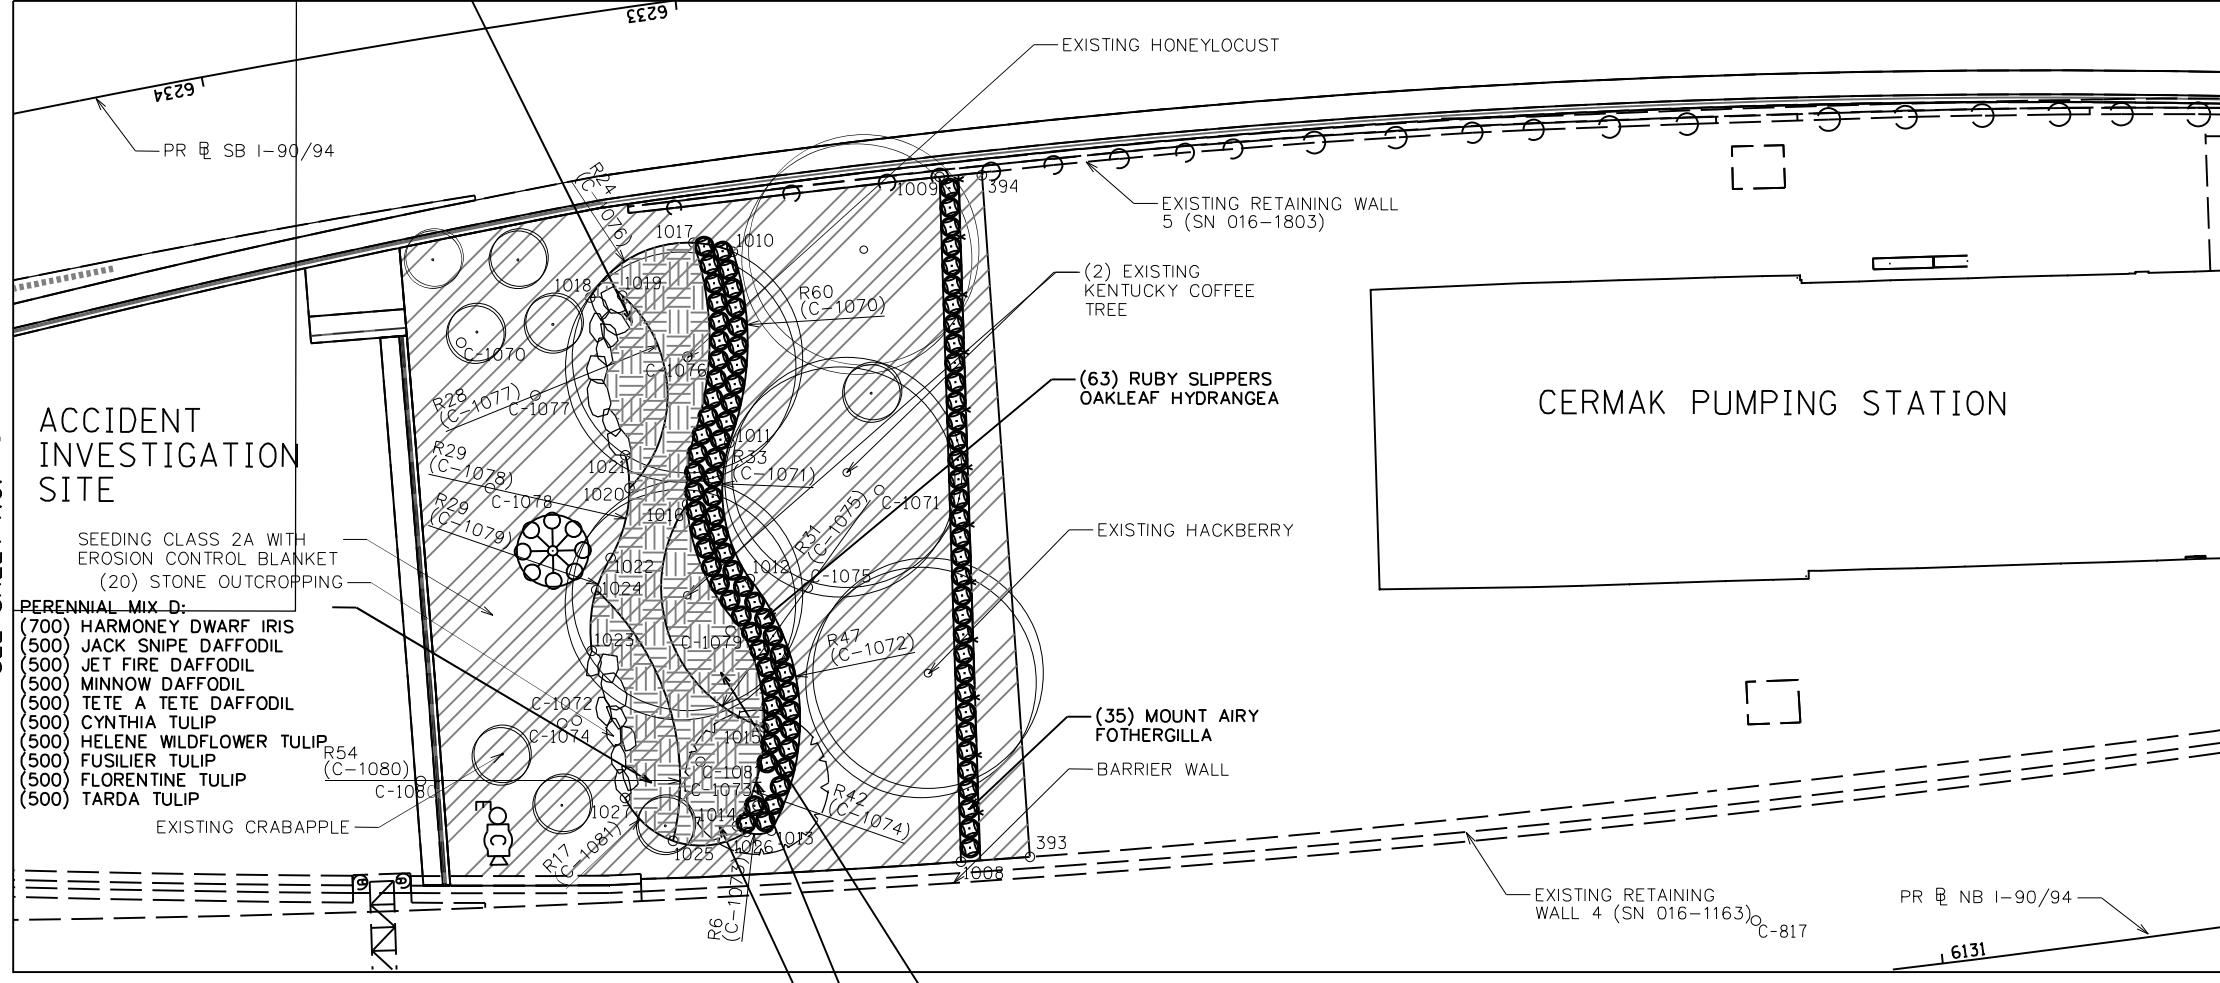 6233
EXISTING HONEYLOCUST
6234
PR BL SB I-90/94
R24
(C-1076)
1009
394
EXISTING RETAINING WALL
5 (SN 016-1803)
1017
1010
(2) EXISTING
KENTUCKY COFFEE
TREE
1018
1019
R60
(C-1070)
C-1070
C-1076
(63) RUBY SLIPPERS
OAKLEAF HYDRANGEA
CERMAK PUMPING STATION
R28
(C-1077)
C-1077
ACCIDENT
INVESTIGATION
SITE
1011
R33
(C-1071)
R29
(C-1078)
1021
1020
C-1078
C-1071
R29
(C-1079)
1016
R31
(C-1075)
EXISTING HACKBERRY
SEEDING CLASS 2A WITH
EROSION CONTROL BLANKET
1022
1012
C-1075
(20) STONE OUTCROPPING
1024
PERENNIAL MIX D:
(700) HARMONEY DWARF IRIS
(500) JACK SNIPE DAFFODIL
(500) JET FIRE DAFFODIL
(500) MINNOW DAFFODIL
(500) TETE A TETE DAFFODIL
(500) CYNTHIA TULIP
(500) HELENE WILDFLOWER TULIP
(500) FUSILIER TULIP
(500) FLORENTINE TULIP
(500) TARDA TULIP
1023
C-1079
R47
(C-1072)
C-1072
C-1074
1015
(35) MOUNT AIRY
FOTHERGILLA
R54
(C-1080)
C-1080
C-1081
C-1073
BARRIER WALL
EXISTING CRABAPPLE
E
C
1027
1014
R42
(C-1074)
R17
(C-1081)
1025
1026
1013
393
1008
R6
(C-1073)
EXISTING RETAINING
WALL 4 (SN 016-1163)
C-817
PR BL NB I-90/94
6131